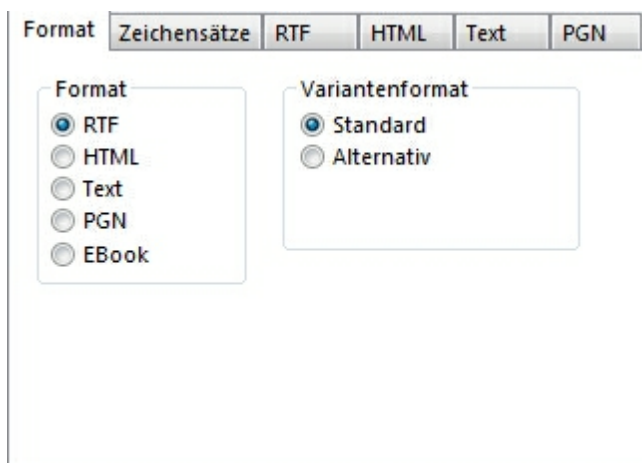 Format Zeichensätze RTF HTML Text PGN
Format
RTF
HTML
Text
PGN
EBook
Variantenformat
Standard
Alternativ